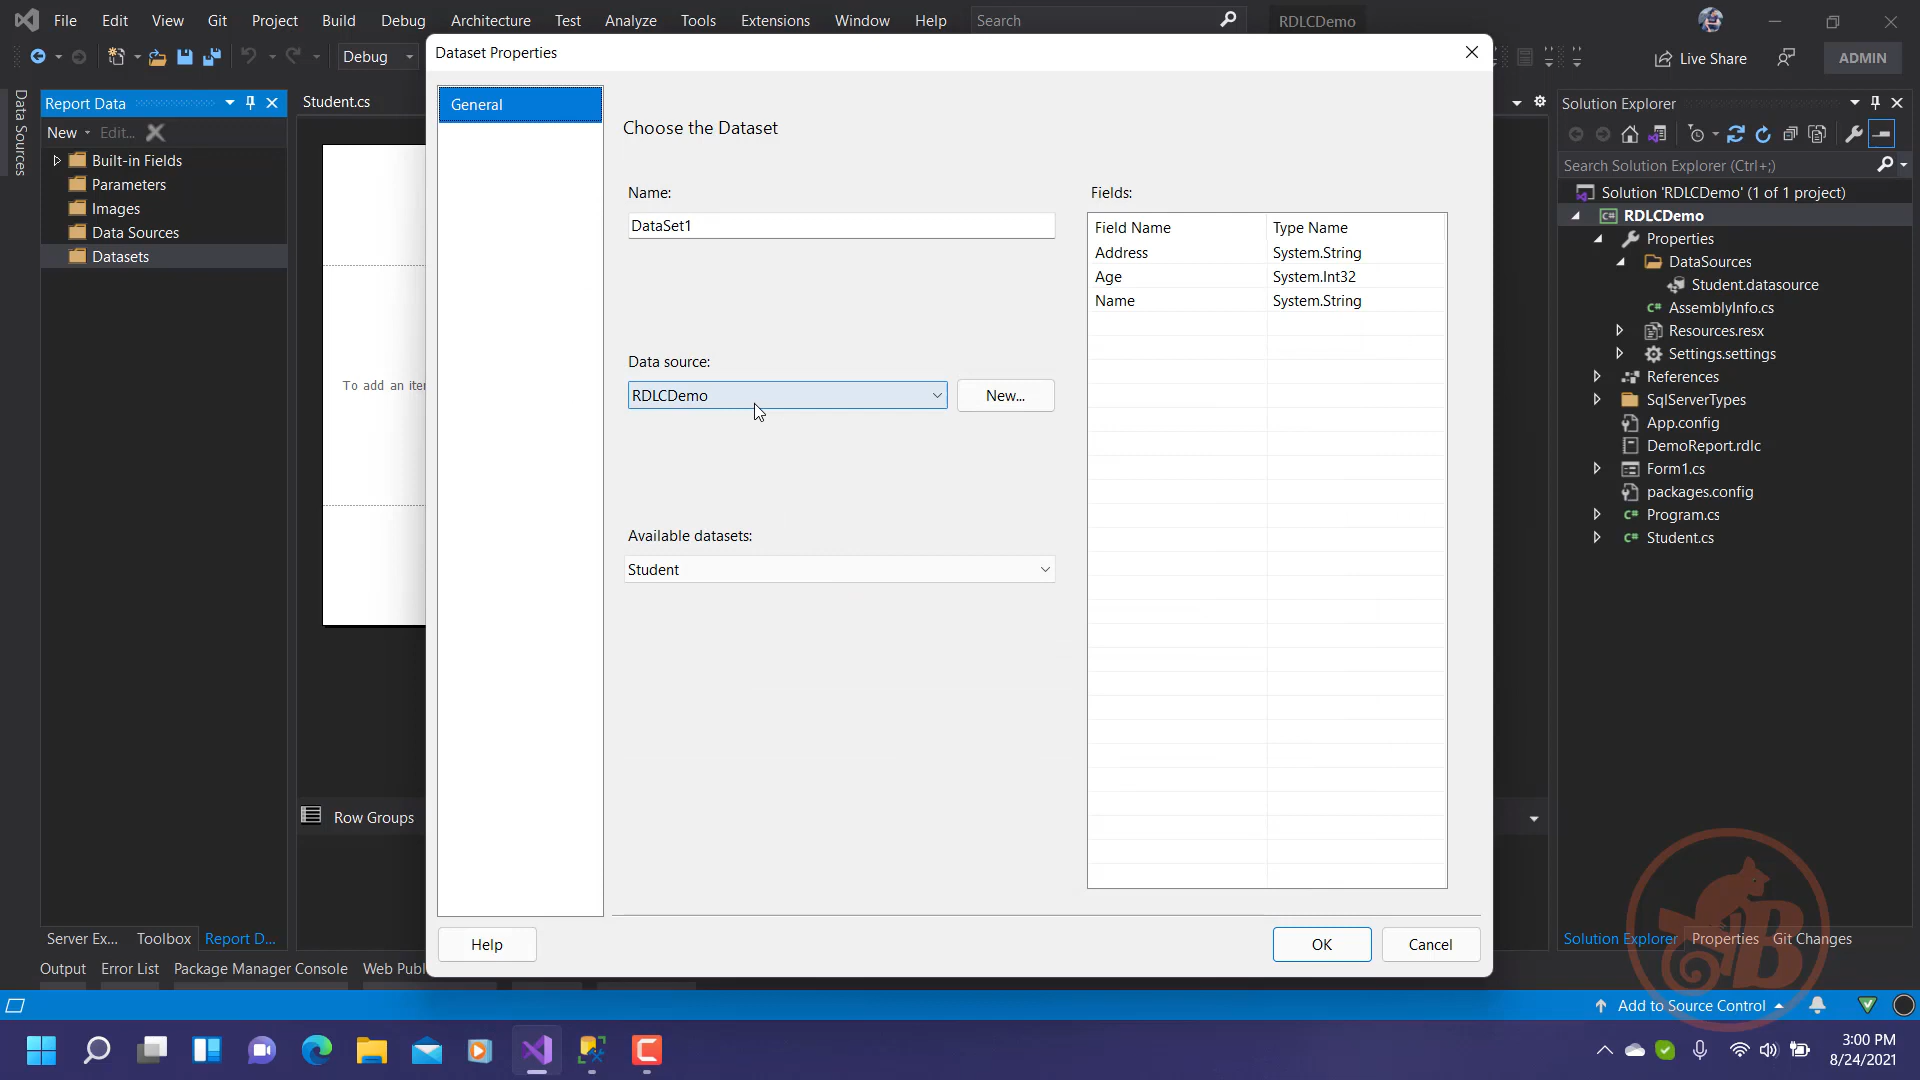 File Edit View Git Project Build Debug Architecture Test Analyze Tools Extensions Window Help Search RDLCDemo
Debug Live Share ADMIN
Dataset Properties
Data Sources
Report Data
New Edit...
Built-in Fields
Parameters
Images
Data Sources
Datasets
Student.cs
To add an iter
Row Groups
General
Choose the Dataset
Name:
DataSet1
Data source:
RDLCDemo
New...
Available datasets:
Student
Fields:
Field Name Type Name
Address System.String
Age System.Int32
Name System.String
Help OK Cancel
Solution Explorer
Search Solution Explorer (Ctrl+;)
Solution 'RDLCDemo' (1 of 1 project)
RDLCDemo
Properties
DataSources
Student.datasource
AssemblyInfo.cs
Resources.resx
Settings.settings
References
SqlServerTypes
App.config
DemoReport.rdlc
Form1.cs
packages.config
Program.cs
Student.cs
Server Ex... Toolbox Report D...
Solution Explorer Properties Git Changes
Output Error List Package Manager Console Web Publ
Add to Source Control
3:00 PM
8/24/2021